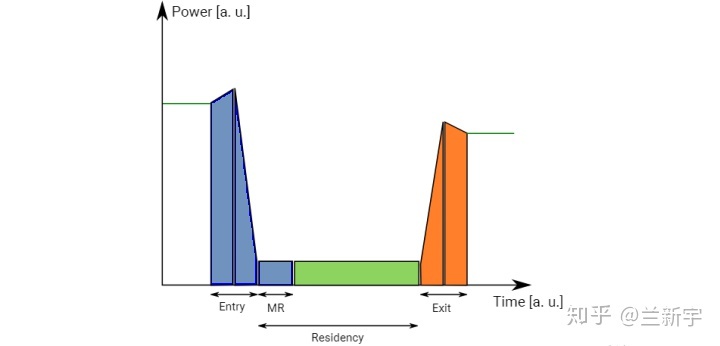 Power [a. u.]
Entry
MR
Exit
Time [a. u.]
Residency
知乎 @兰新宇